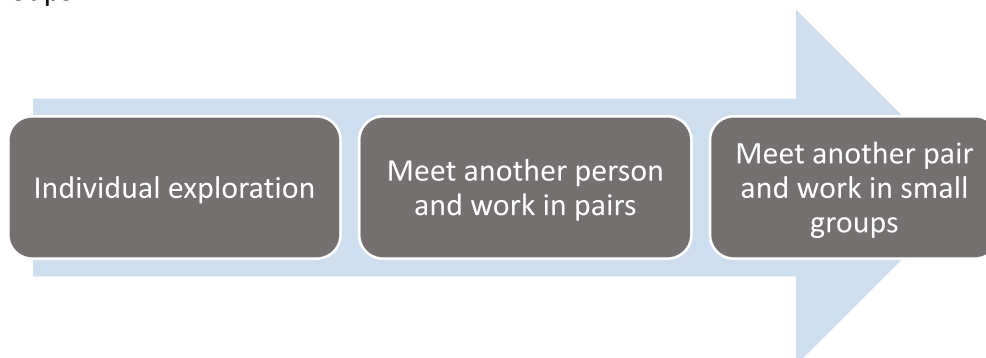 Individual exploration
Meet another person
and work in pairs
Meet another pair
and work in small
groups